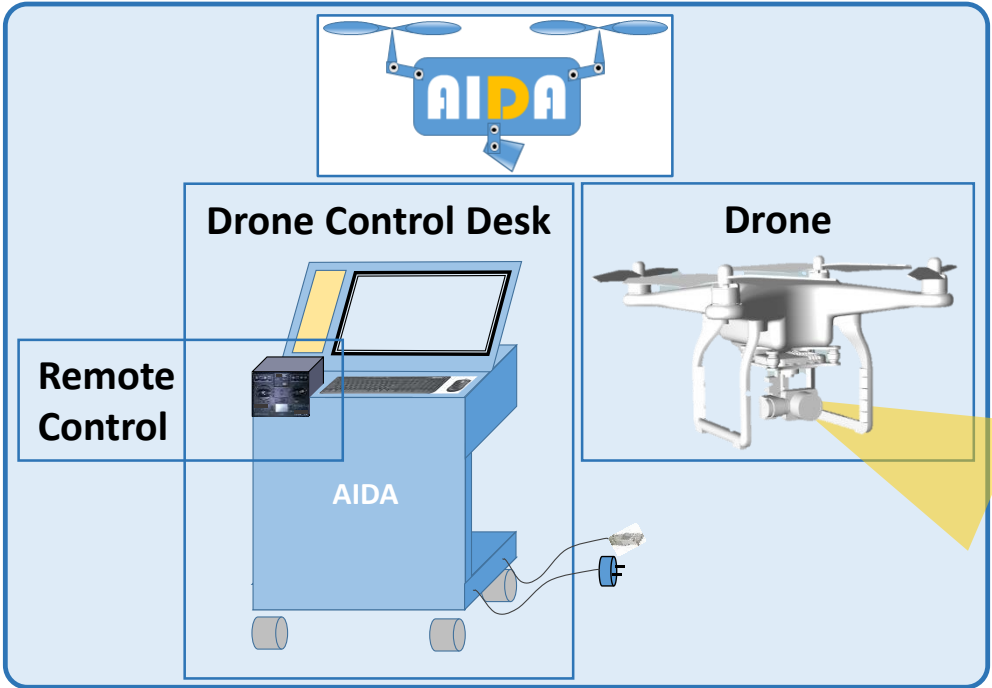 AIDA
Drone Control Desk
Drone
Remote
Control
AIDA